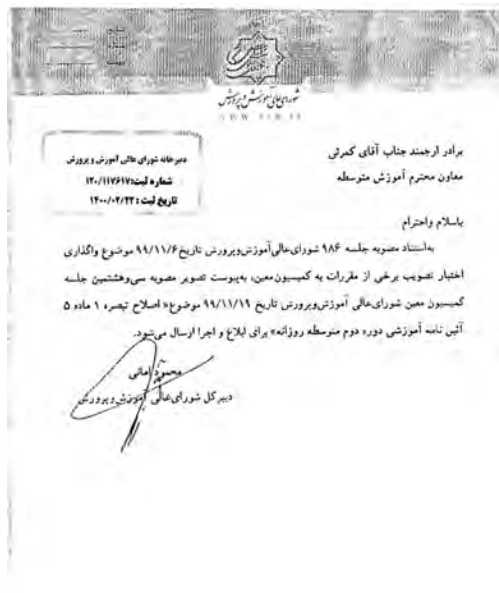 شورای عالی آموزش و پرورش
دبیرخانه شورای عالی آموزش و پرورش
شماره ثبت: ۱۲۰/۱۱۷۶۱۷
تاریخ ثبت: ۱۴۰۰/۰۲/۲۲
برادر ارجمند جناب آقای کمرئی
معاون محترم آموزش متوسطه
باسلام واحترام
به‌استناد مصوبه جلسه ۹۸۶ شورای‌عالی‌آموزش‌وپرورش تاریخ ۹۹/۱۱/۶ موضوع واگذاری
اختیار تصویب برخی از مقررات به کمیسیون‌معین، به‌پیوست تصویر مصوبه سی‌وهشتمین جلسه
کمیسیون معین شورای‌عالی آموزش‌وپرورش تاریخ ۹۹/۱۱/۱۹ موضوع« اصلاح تبصره ۱ ماده ۵
آئین نامه آموزشی دوره دوم متوسطه روزانه» برای ابلاغ و اجرا ارسال می‌شود.
محمود امانی
دبیر کل شورای‌عالی آموزش‌وپرورش